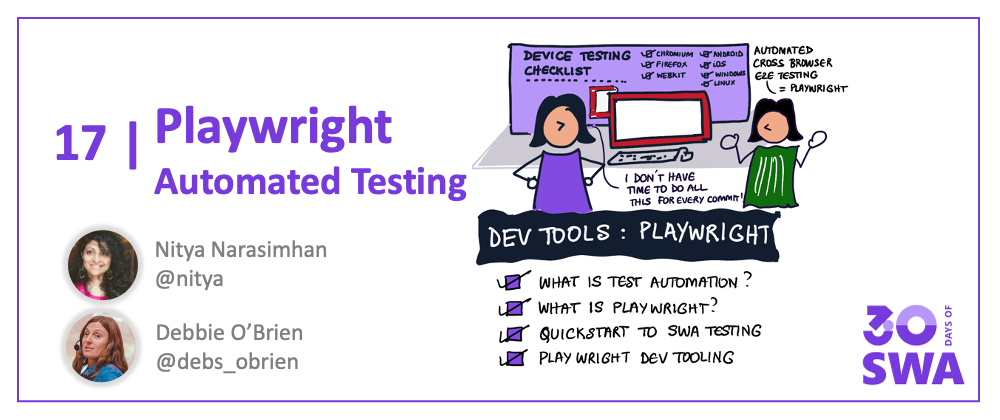 17 | Playwright
Automated Testing
Nitya Narasimhan
@nitya
Debbie O'Brien
@debs_obrien
DEVICE TESTING
CHECKLIST
CHROMIUM
FIREFOX
WEBKIT
ANDROID
iOS
WINDOWS
LINUX
AUTOMATED
CROSS BROWSER
E2E TESTING
= PLAYWRIGHT
I DON'T HAVE
TIME TO DO ALL
THIS FOR EVERY COMMIT!
DEV TOOLS : PLAYWRIGHT
WHAT IS TEST AUTOMATION?
WHAT IS PLAYWRIGHT?
QUICKSTART TO SWA TESTING
PLAYWRIGHT DEV TOOLING
30
DAYS OF
SWA